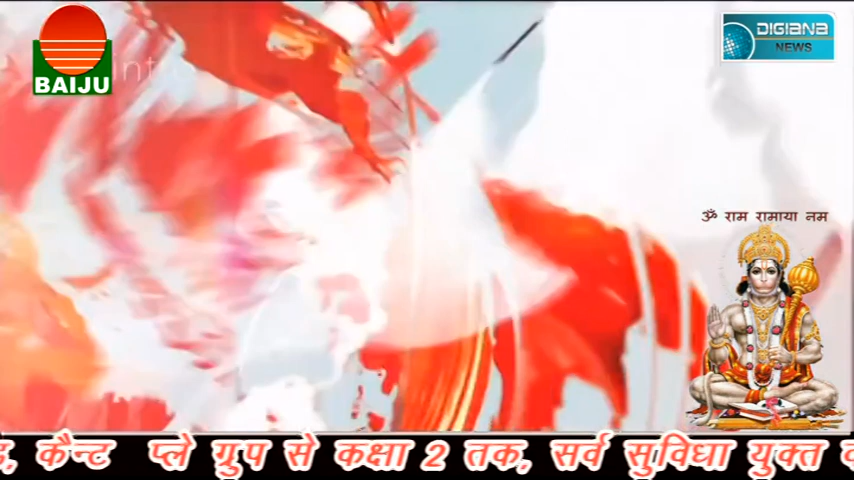 BAIJU
DIGIANA
NEWS
ॐ राम रामाया नम
कैन्ट प्ले ग्रुप से कक्षा 2 तक, सर्व सुविधा युक्त